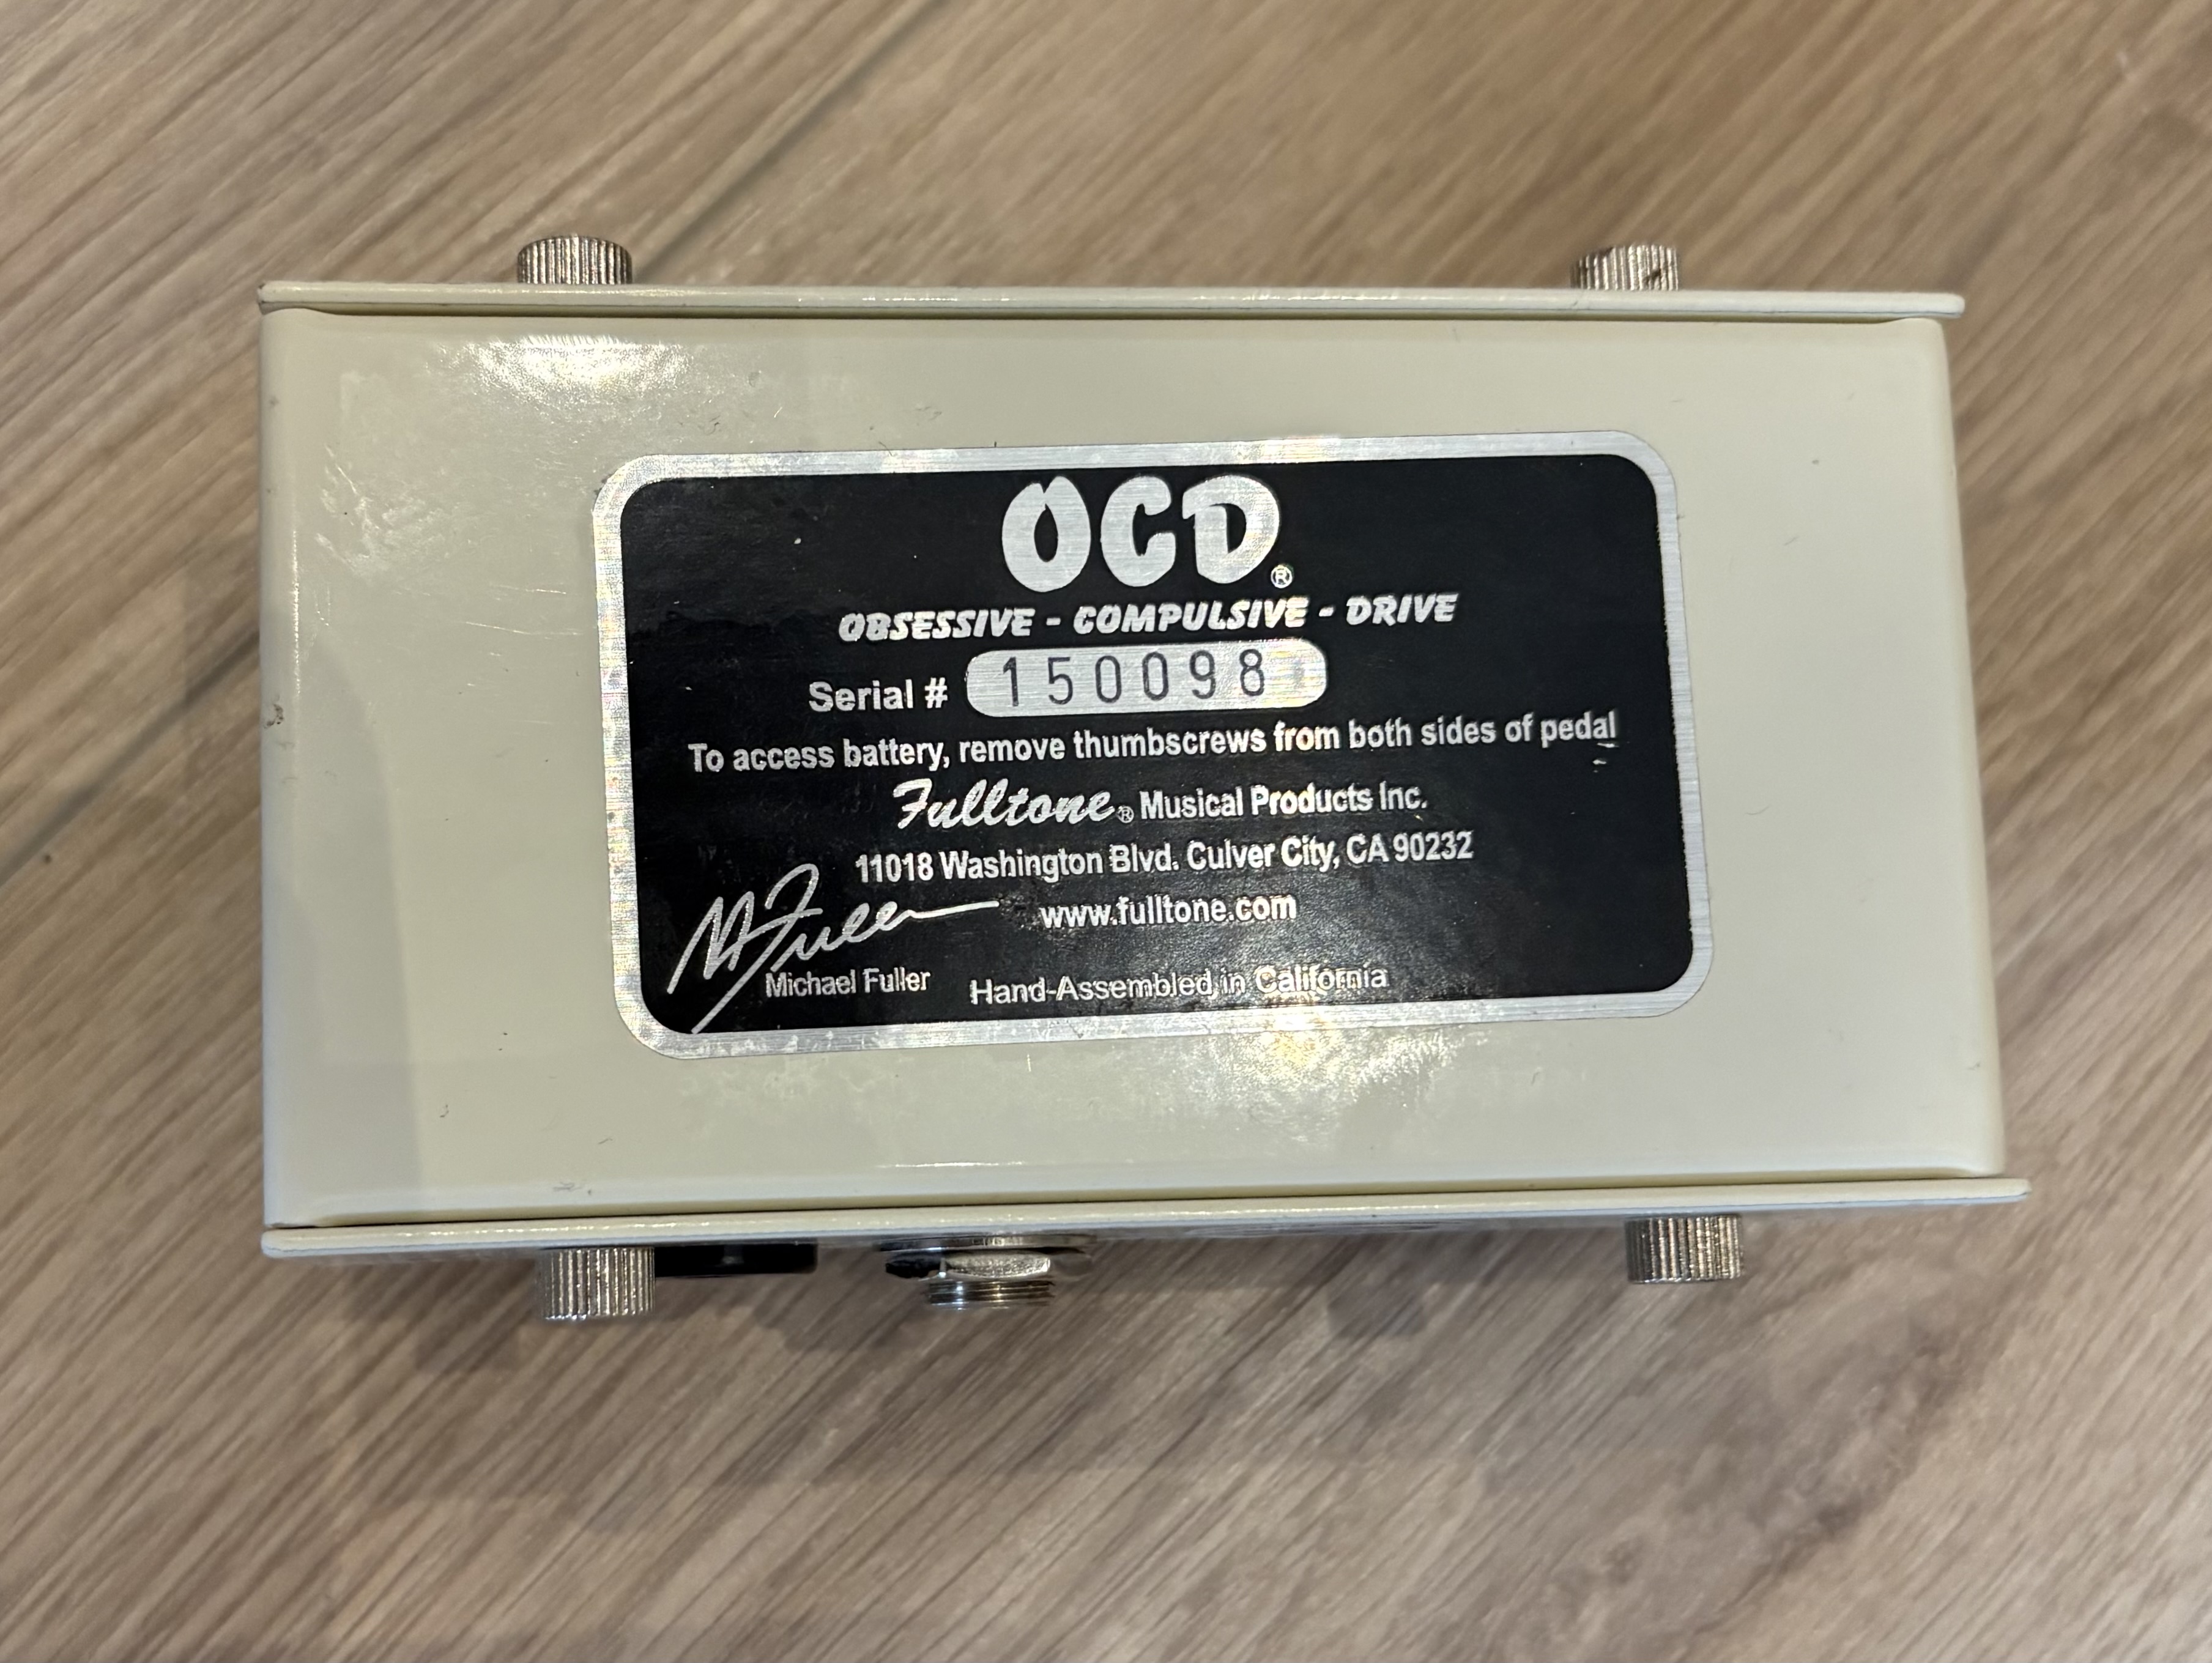 OCD®
OBSESSIVE - COMPULSIVE - DRIVE
Serial # 150098
To access battery, remove thumbscrews from both sides of pedal
Fulltone® Musical Products Inc.
11018 Washington Blvd. Culver City, CA 90232
www.fulltone.com
M Fuller
Michael Fuller
Hand-Assembled in California